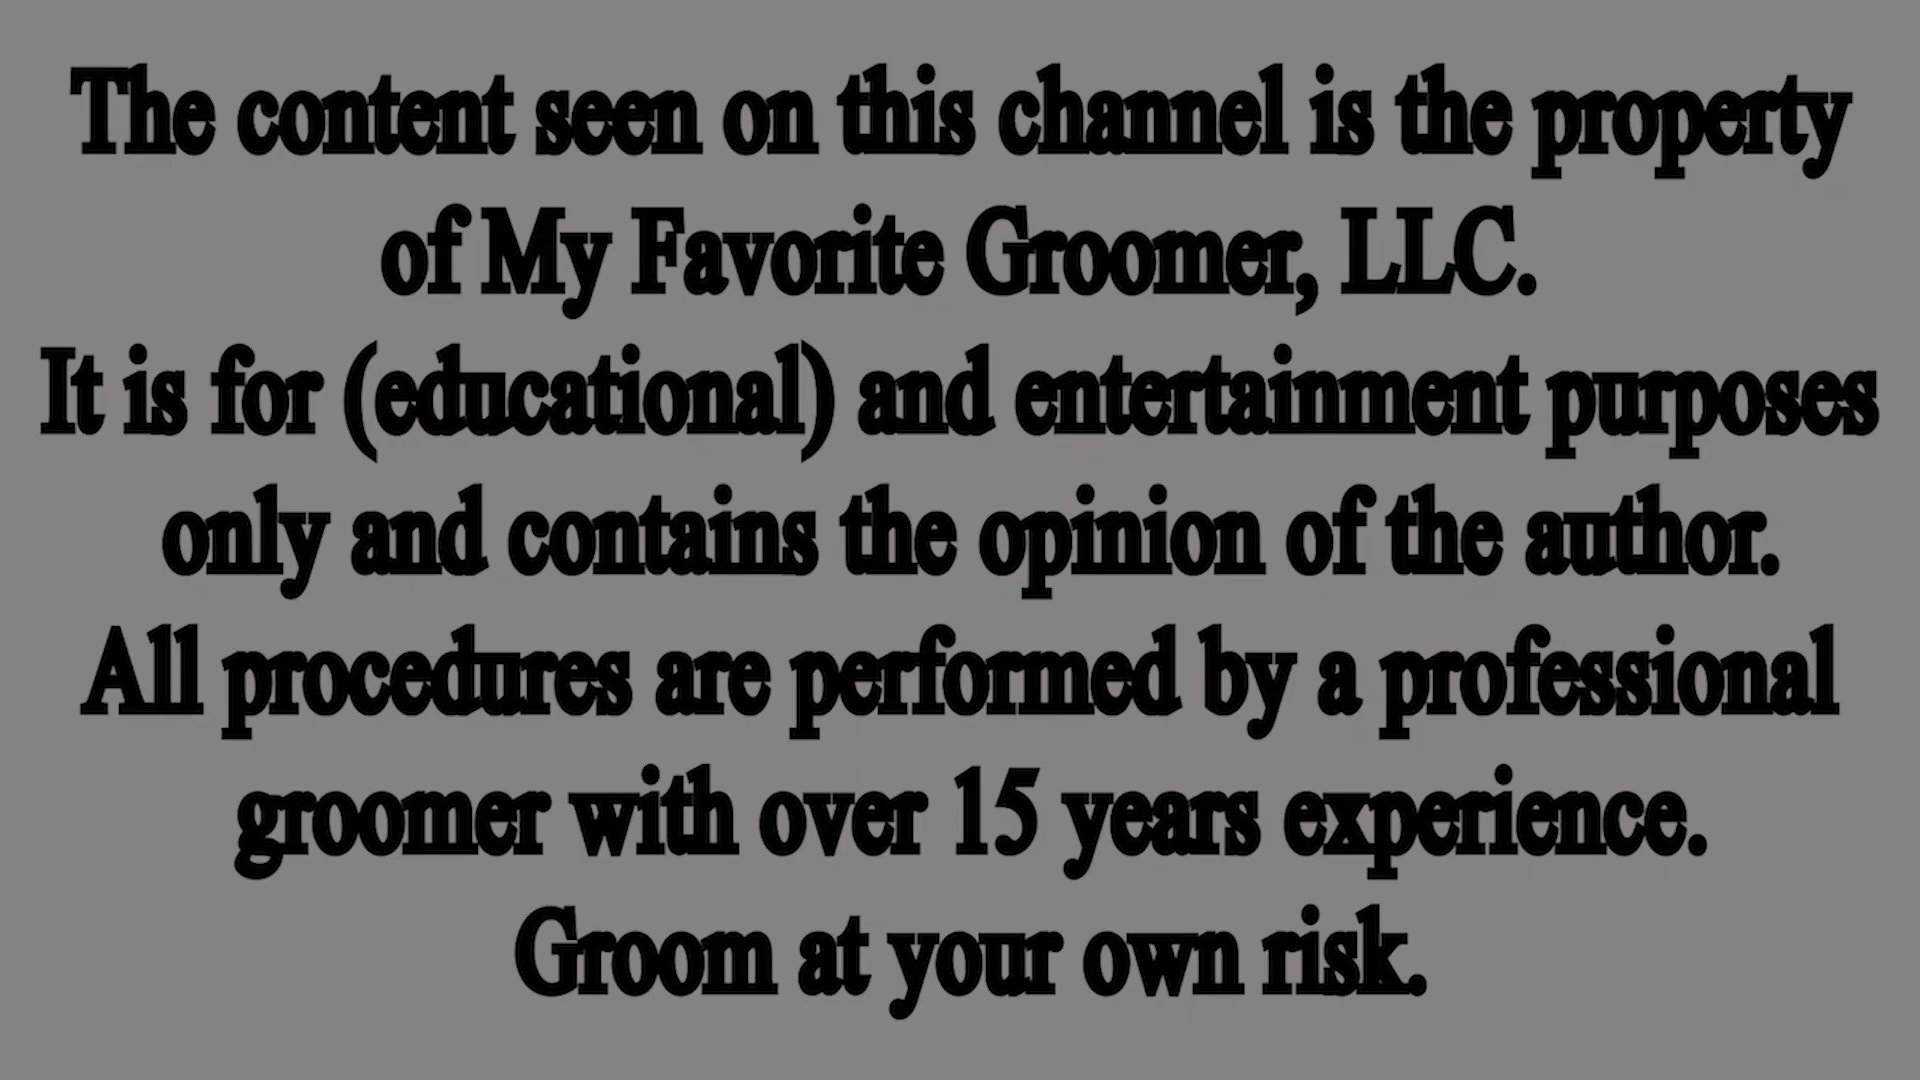 The content seen on this channel is the property
of My Favorite Groomer, LLC.
It is for (educational) and entertainment purposes
only and contains the opinion of the author.
All procedures are performed by a professional
groomer with over 15 years experience.
Groom at your own risk.